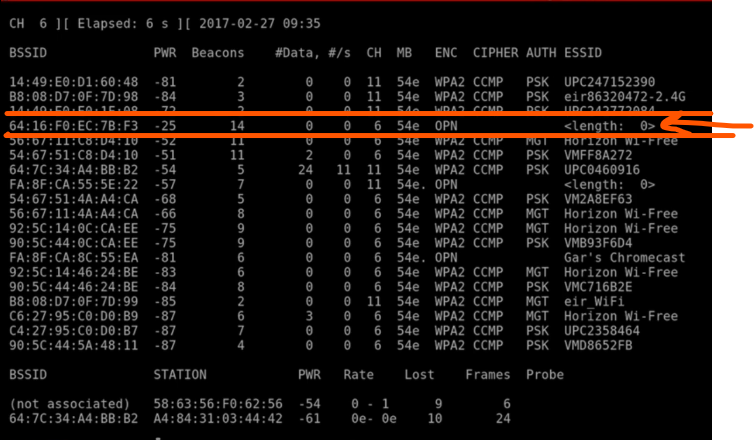 CH 6 ][ Elapsed: 6 s ][ 2017-02-27 09:35
BSSID PWR Beacons #Data, #/s CH MB ENC CIPHER AUTH ESSID
14:49:E0:D1:60:48 -81 2 0 0 11 54e WPA2 CCMP PSK UPC247152390
B8:08:D7:0F:7D:98 -84 3 0 0 11 54e WPA2 CCMP PSK eir86320472-2.4G
64:16:F0:EC:7B:F3 -25 14 0 0 6 54e OPN <length: 0>
56:67:11:C8:D4:10 -52 11 0 0 6 54e WPA2 CCMP MGT Horizon Wi-Free
54:67:51:C8:D4:10 -51 11 2 0 6 54e WPA2 CCMP PSK VMFF8A272
64:7C:34:A4:BB:B2 -54 5 24 11 11 54e WPA2 CCMP PSK UPC0460916
FA:8F:CA:55:5E:22 -57 7 0 0 11 54e. OPN <length: 0>
54:67:51:4A:A4:CA -68 5 0 0 6 54e WPA2 CCMP PSK VM2A8EF63
56:67:11:4A:A4:CA -66 8 0 0 6 54e WPA2 CCMP MGT Horizon Wi-Free
92:5C:14:0C:CA:EE -75 9 0 0 6 54e WPA2 CCMP MGT Horizon Wi-Free
90:5C:44:0C:CA:EE -75 9 0 0 6 54e WPA2 CCMP PSK VMB93F6D4
FA:8F:CA:8C:55:EA -81 6 0 0 6 54e. OPN Gar's Chromecast
92:5C:14:46:24:BE -83 6 0 0 6 54e WPA2 CCMP MGT Horizon Wi-Free
90:5C:44:46:24:BE -84 8 0 0 6 54e WPA2 CCMP PSK VMC716B2E
B8:08:D7:0F:7D:99 -85 2 0 0 11 54e WPA2 CCMP MGT eir_WiFi
C6:27:95:C0:D0:B9 -87 6 3 0 6 54e WPA2 CCMP MGT Horizon Wi-Free
C4:27:95:C0:D0:B7 -87 7 0 0 6 54e WPA2 CCMP PSK UPC2358464
90:5C:44:5A:48:11 -87 4 0 0 6 54e WPA2 CCMP PSK VMD8652FB
BSSID STATION PWR Rate Lost Frames Probe
(not associated) 58:63:56:F0:62:56 -54 0 - 1 9 6
64:7C:34:A4:BB:B2 A4:84:31:03:44:42 -61 0e- 0e 10 24